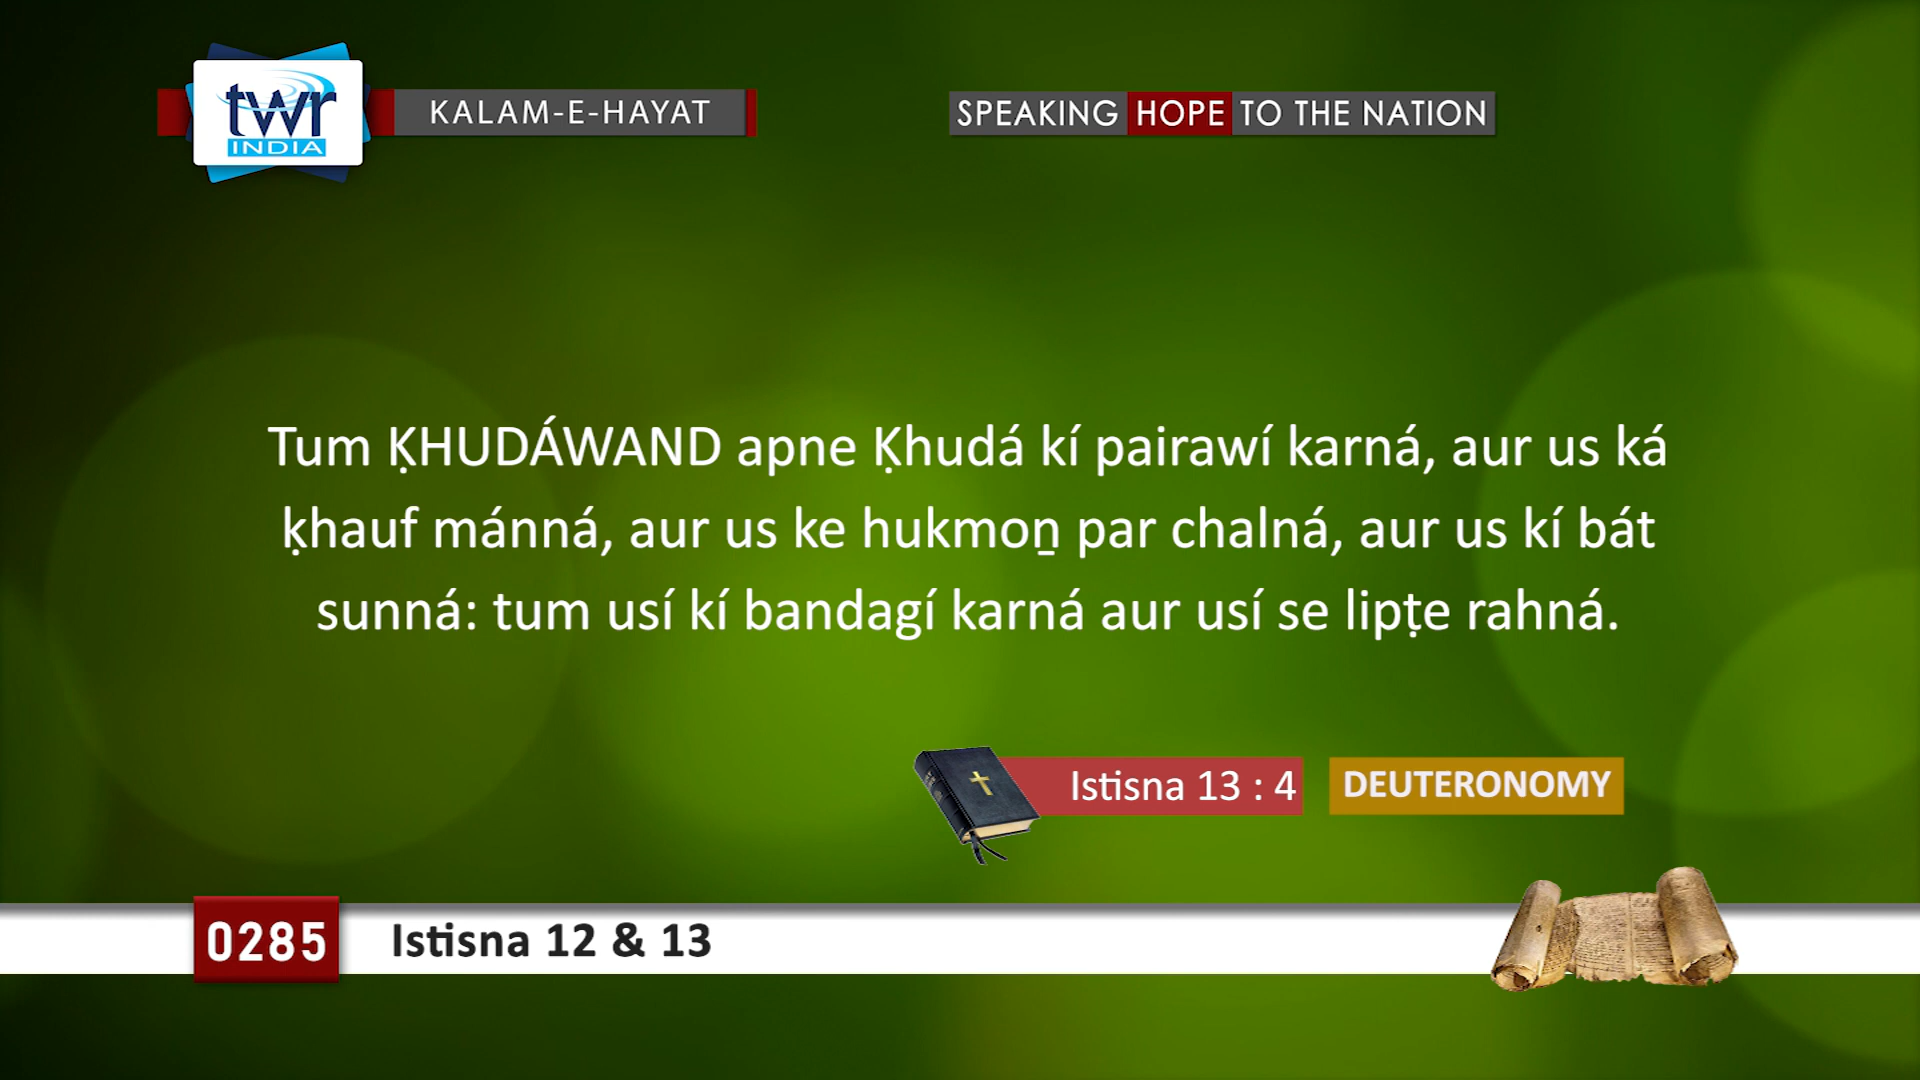 twr
INDIA
KALAM-E-HAYAT
SPEAKING HOPE TO THE NATION
Tum ḲHUDÁWAND apne Ḳhudá kí pairawí karná, aur us ká
ḳhauf mánná, aur us ke hukmoṉ par chalná, aur us kí bát
sunná: tum usí kí bandagí karná aur usí se lipṭe rahná.
Istisna 13 : 4
DEUTERONOMY
0285
Istisna 12 & 13